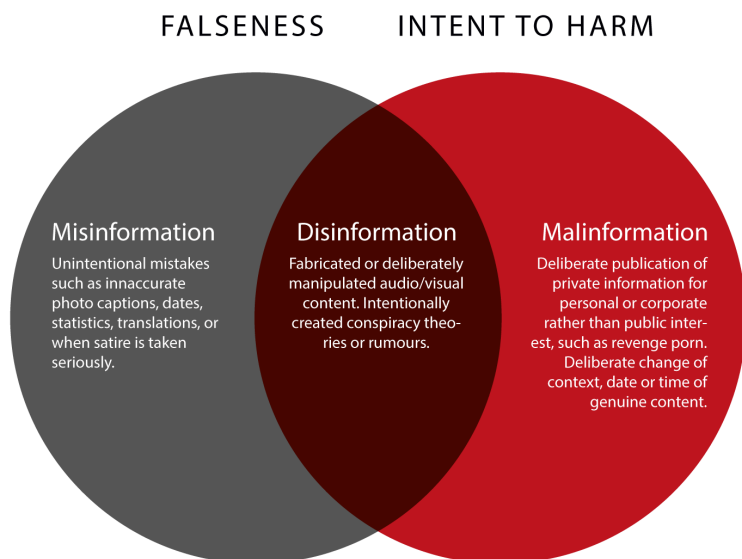 FALSENESS
INTENT TO HARM
Misinformation
Unintentional mistakes
such as innaccurate
photo captions, dates,
statistics, translations, or
when satire is taken
seriously.
Disinformation
Fabricated or deliberately
manipulated audio/visual
content. Intentionally
created conspiracy theo-
ries or rumours.
Malinformation
Deliberate publication of
private information for
personal or corporate
rather than public inter-
est, such as revenge porn.
Deliberate change of
context, date or time of
genuine content.